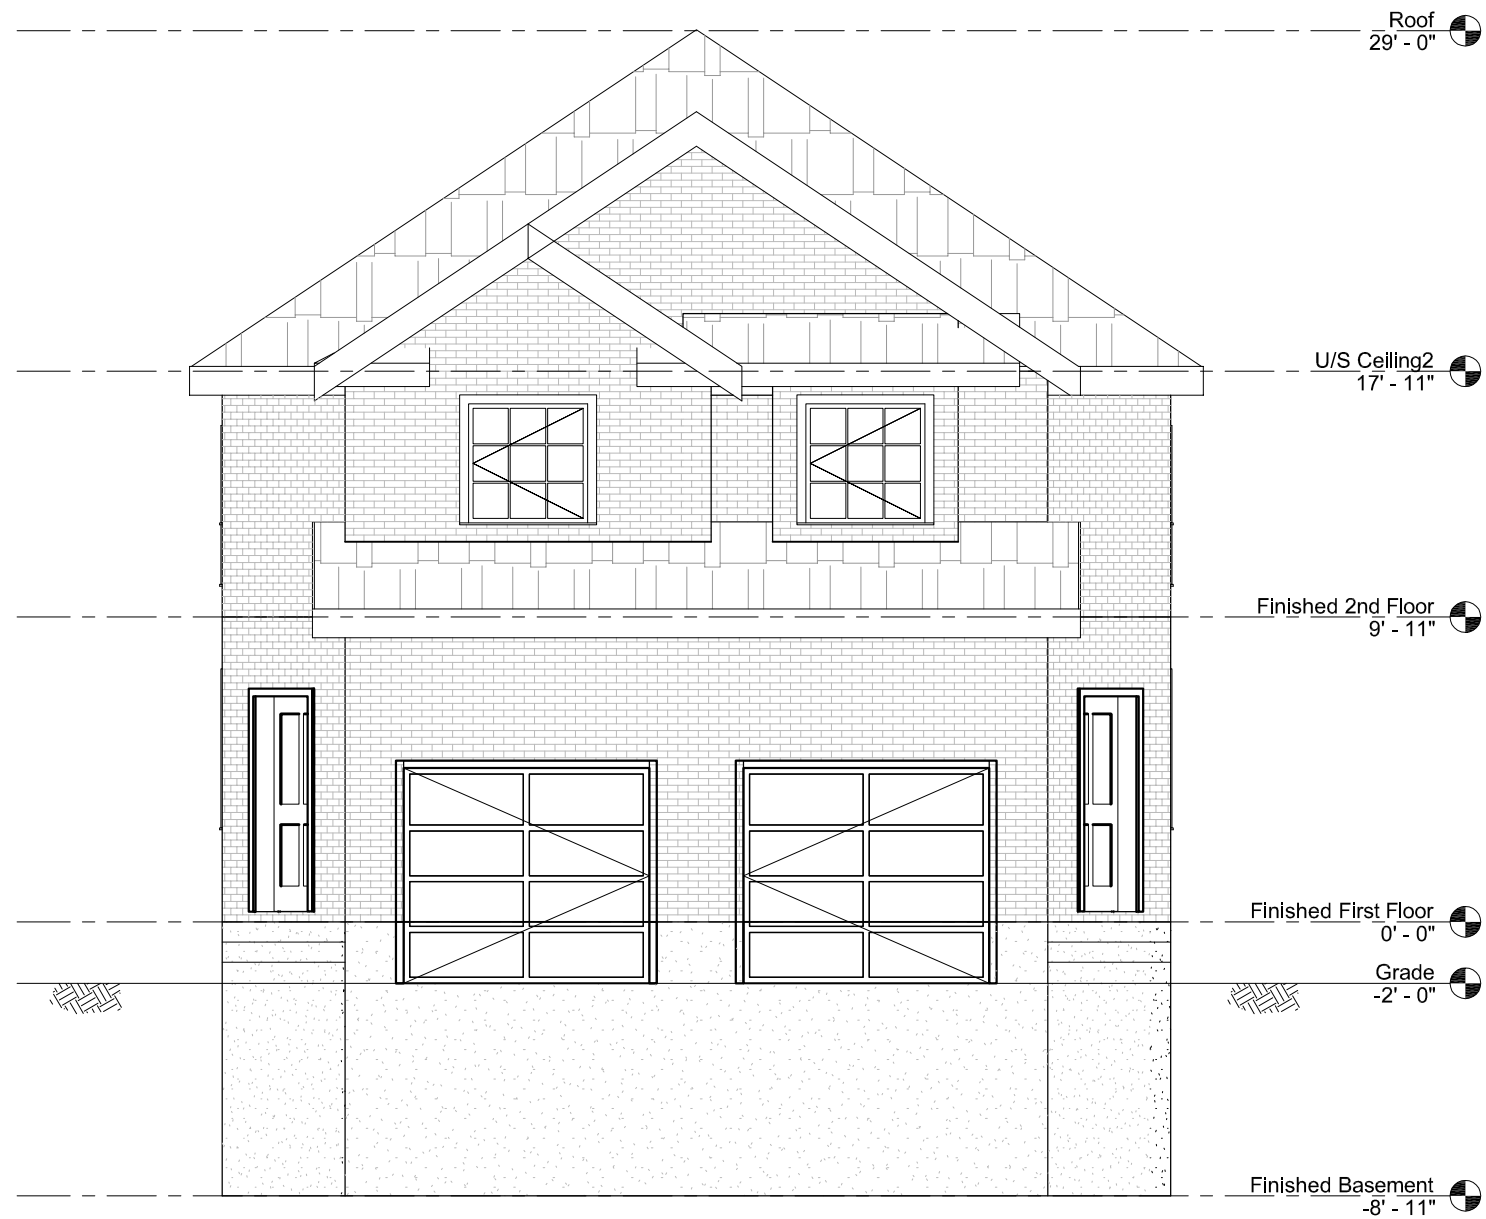 Roof
29' - 0"
U/S Ceiling2
17' - 11"
Finished 2nd Floor
9' - 11"
Finished First Floor
0' - 0"
Grade
-2' - 0"
Finished Basement
-8' - 11"